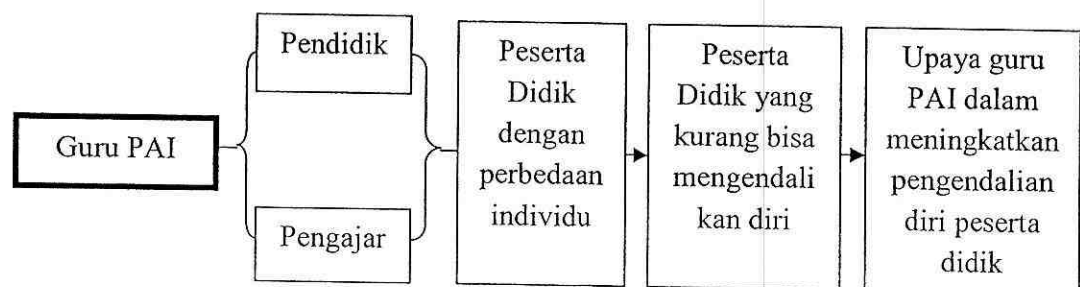 Guru PAI
Pendidik
Pengajar
Peserta
Didik
dengan
perbedaan
individu
Peserta
Didik yang
kurang bisa
mengendali
kan diri
Upaya guru
PAI dalam
meningkatkan
pengendalian
diri peserta
didik